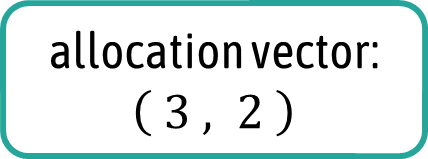 allocation vector:
( 3 , 2 )